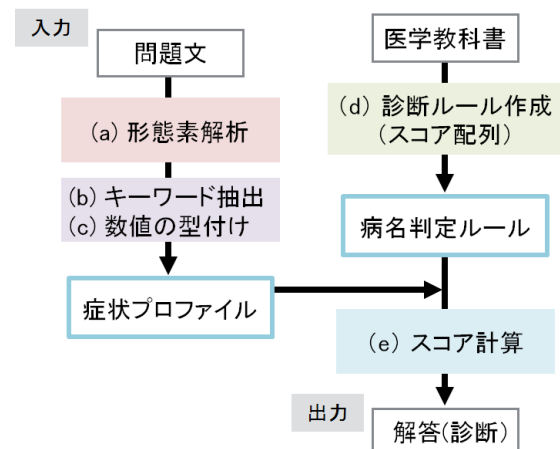 入力
問題文
(a) 形態素解析
(b) キーワード抽出
(c) 数値の型付け
症状プロファイル
医学教科書
(d) 診断ルール作成
(スコア配列)
病名判定ルール
(e) スコア計算
出力
解答(診断)